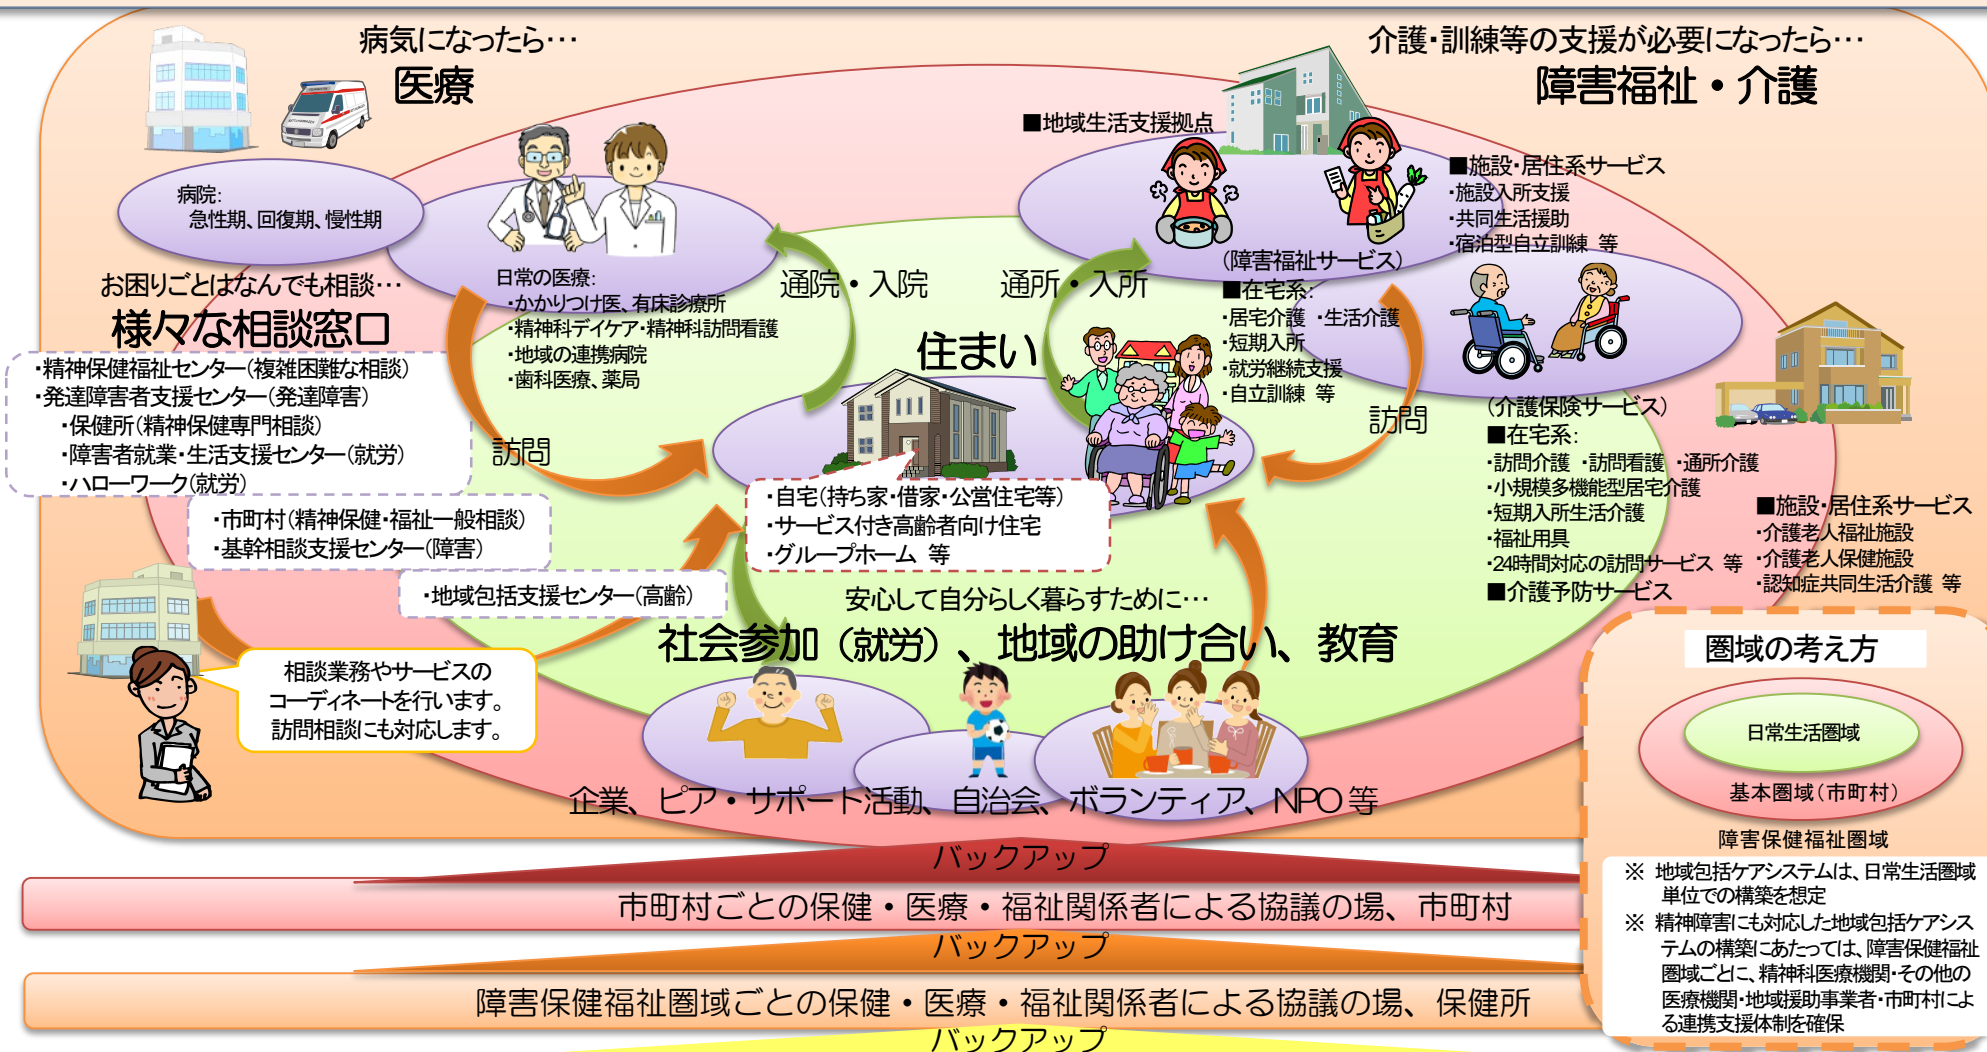 病気になったら…
医療
介護・訓練等の支援が必要になったら…
障害福祉・介護
病院:
急性期、回復期、慢性期
日常の医療:
・かかりつけ医、有床診療所
・精神科デイケア・精神科訪問看護
・地域の連携病院
・歯科医療、薬局
通院・入院
通所・入所
■地域生活支援拠点
■施設・居住系サービス
・施設入所支援
・共同生活援助
・宿泊型自立訓練 等
(障害福祉サービス)
■在宅系:
・居宅介護 ・生活介護
・短期入所
・就労継続支援
・自立訓練 等
お困りごとはなんでも相談…
様々な相談窓口
・精神保健福祉センター(複雑困難な相談)
・発達障害者支援センター(発達障害)
・保健所(精神保健専門相談)
・障害者就業・生活支援センター(就労)
・ハローワーク(就労)
・市町村(精神保健・福祉一般相談)
・基幹相談支援センター(障害)
・地域包括支援センター(高齢)
訪問
住まい
・自宅(持ち家・借家・公営住宅等)
・サービス付き高齢者向け住宅
・グループホーム 等
訪問
(介護保険サービス)
■在宅系:
・訪問介護 ・訪問看護 ・通所介護
・小規模多機能型居宅介護
・短期入所生活介護
・福祉用具
・24時間対応の訪問サービス 等
■介護予防サービス
■施設・居住系サービス
・介護老人福祉施設
・介護老人保健施設
・認知症共同生活介護 等
相談業務やサービスの
コーディネートを行います。
訪問相談にも対応します。
安心して自分らしく暮らすために…
社会参加(就労)、地域の助け合い、教育
企業、ピア・サポート活動、自治会、ボランティア、NPO等
バックアップ
市町村ごとの保健・医療・福祉関係者による協議の場、市町村
バックアップ
障害保健福祉圏域ごとの保健・医療・福祉関係者による協議の場、保健所
バックアップ
圏域の考え方
日常生活圏域
基本圏域(市町村)
障害保健福祉圏域
※ 地域包括ケアシステムは、日常生活圏域
単位での構築を想定
※ 精神障害にも対応した地域包括ケアシス
テムの構築にあたっては、障害保健福祉
圏域ごとに、精神科医療機関・その他の
医療機関・地域援助事業者・市町村によ
る連携支援体制を確保